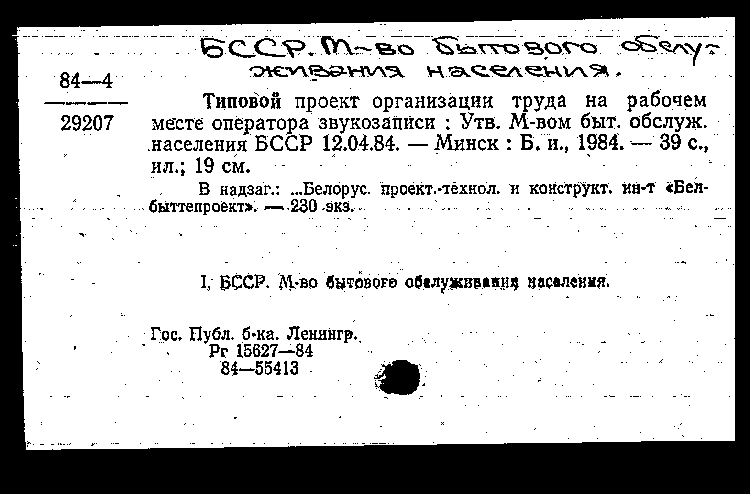 БССР. М-во бытового обслу-
живания населения.
84—4
29207
Типовой проект организации труда на рабочем
месте оператора звукозаписи : Утв. М-вом быт. обслуж.
населения БССР 12.04.84. — Минск : Б. и., 1984. — 39 с.,
ил.; 19 см.
В надзаг.: ...Белорус. проект.-технол. и конструкт. ин-т «Бел-
быттепроект». — 230 экз.
I. БССР. М-во бытового обслуживания населения.
Гос. Публ. б-ка. Ленингр.
Рг 15627—84
84—55413